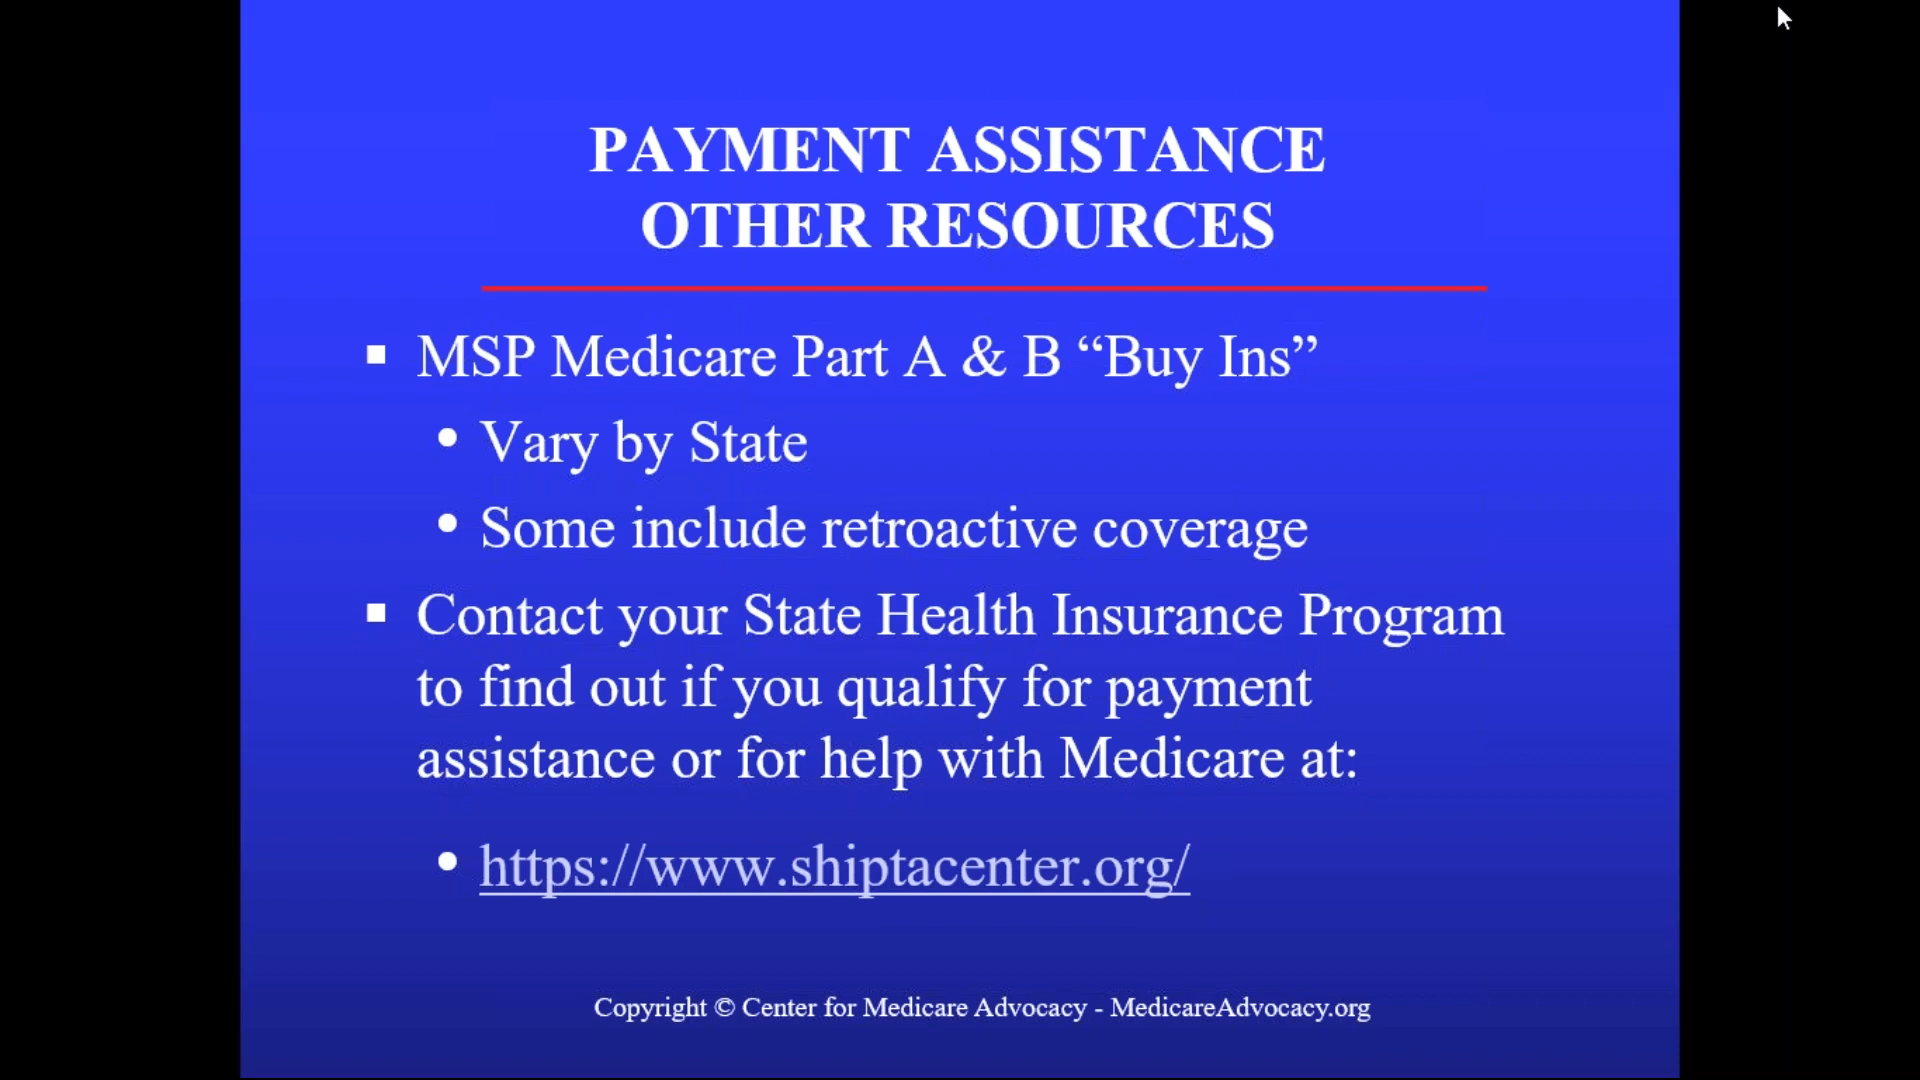 PAYMENT ASSISTANCE
OTHER RESOURCES
MSP Medicare Part A & B “Buy Ins”
Vary by State
Some include retroactive coverage
Contact your State Health Insurance Program
to find out if you qualify for payment
assistance or for help with Medicare at:
https://www.shiptacenter.org/
Copyright © Center for Medicare Advocacy - MedicareAdvocacy.org